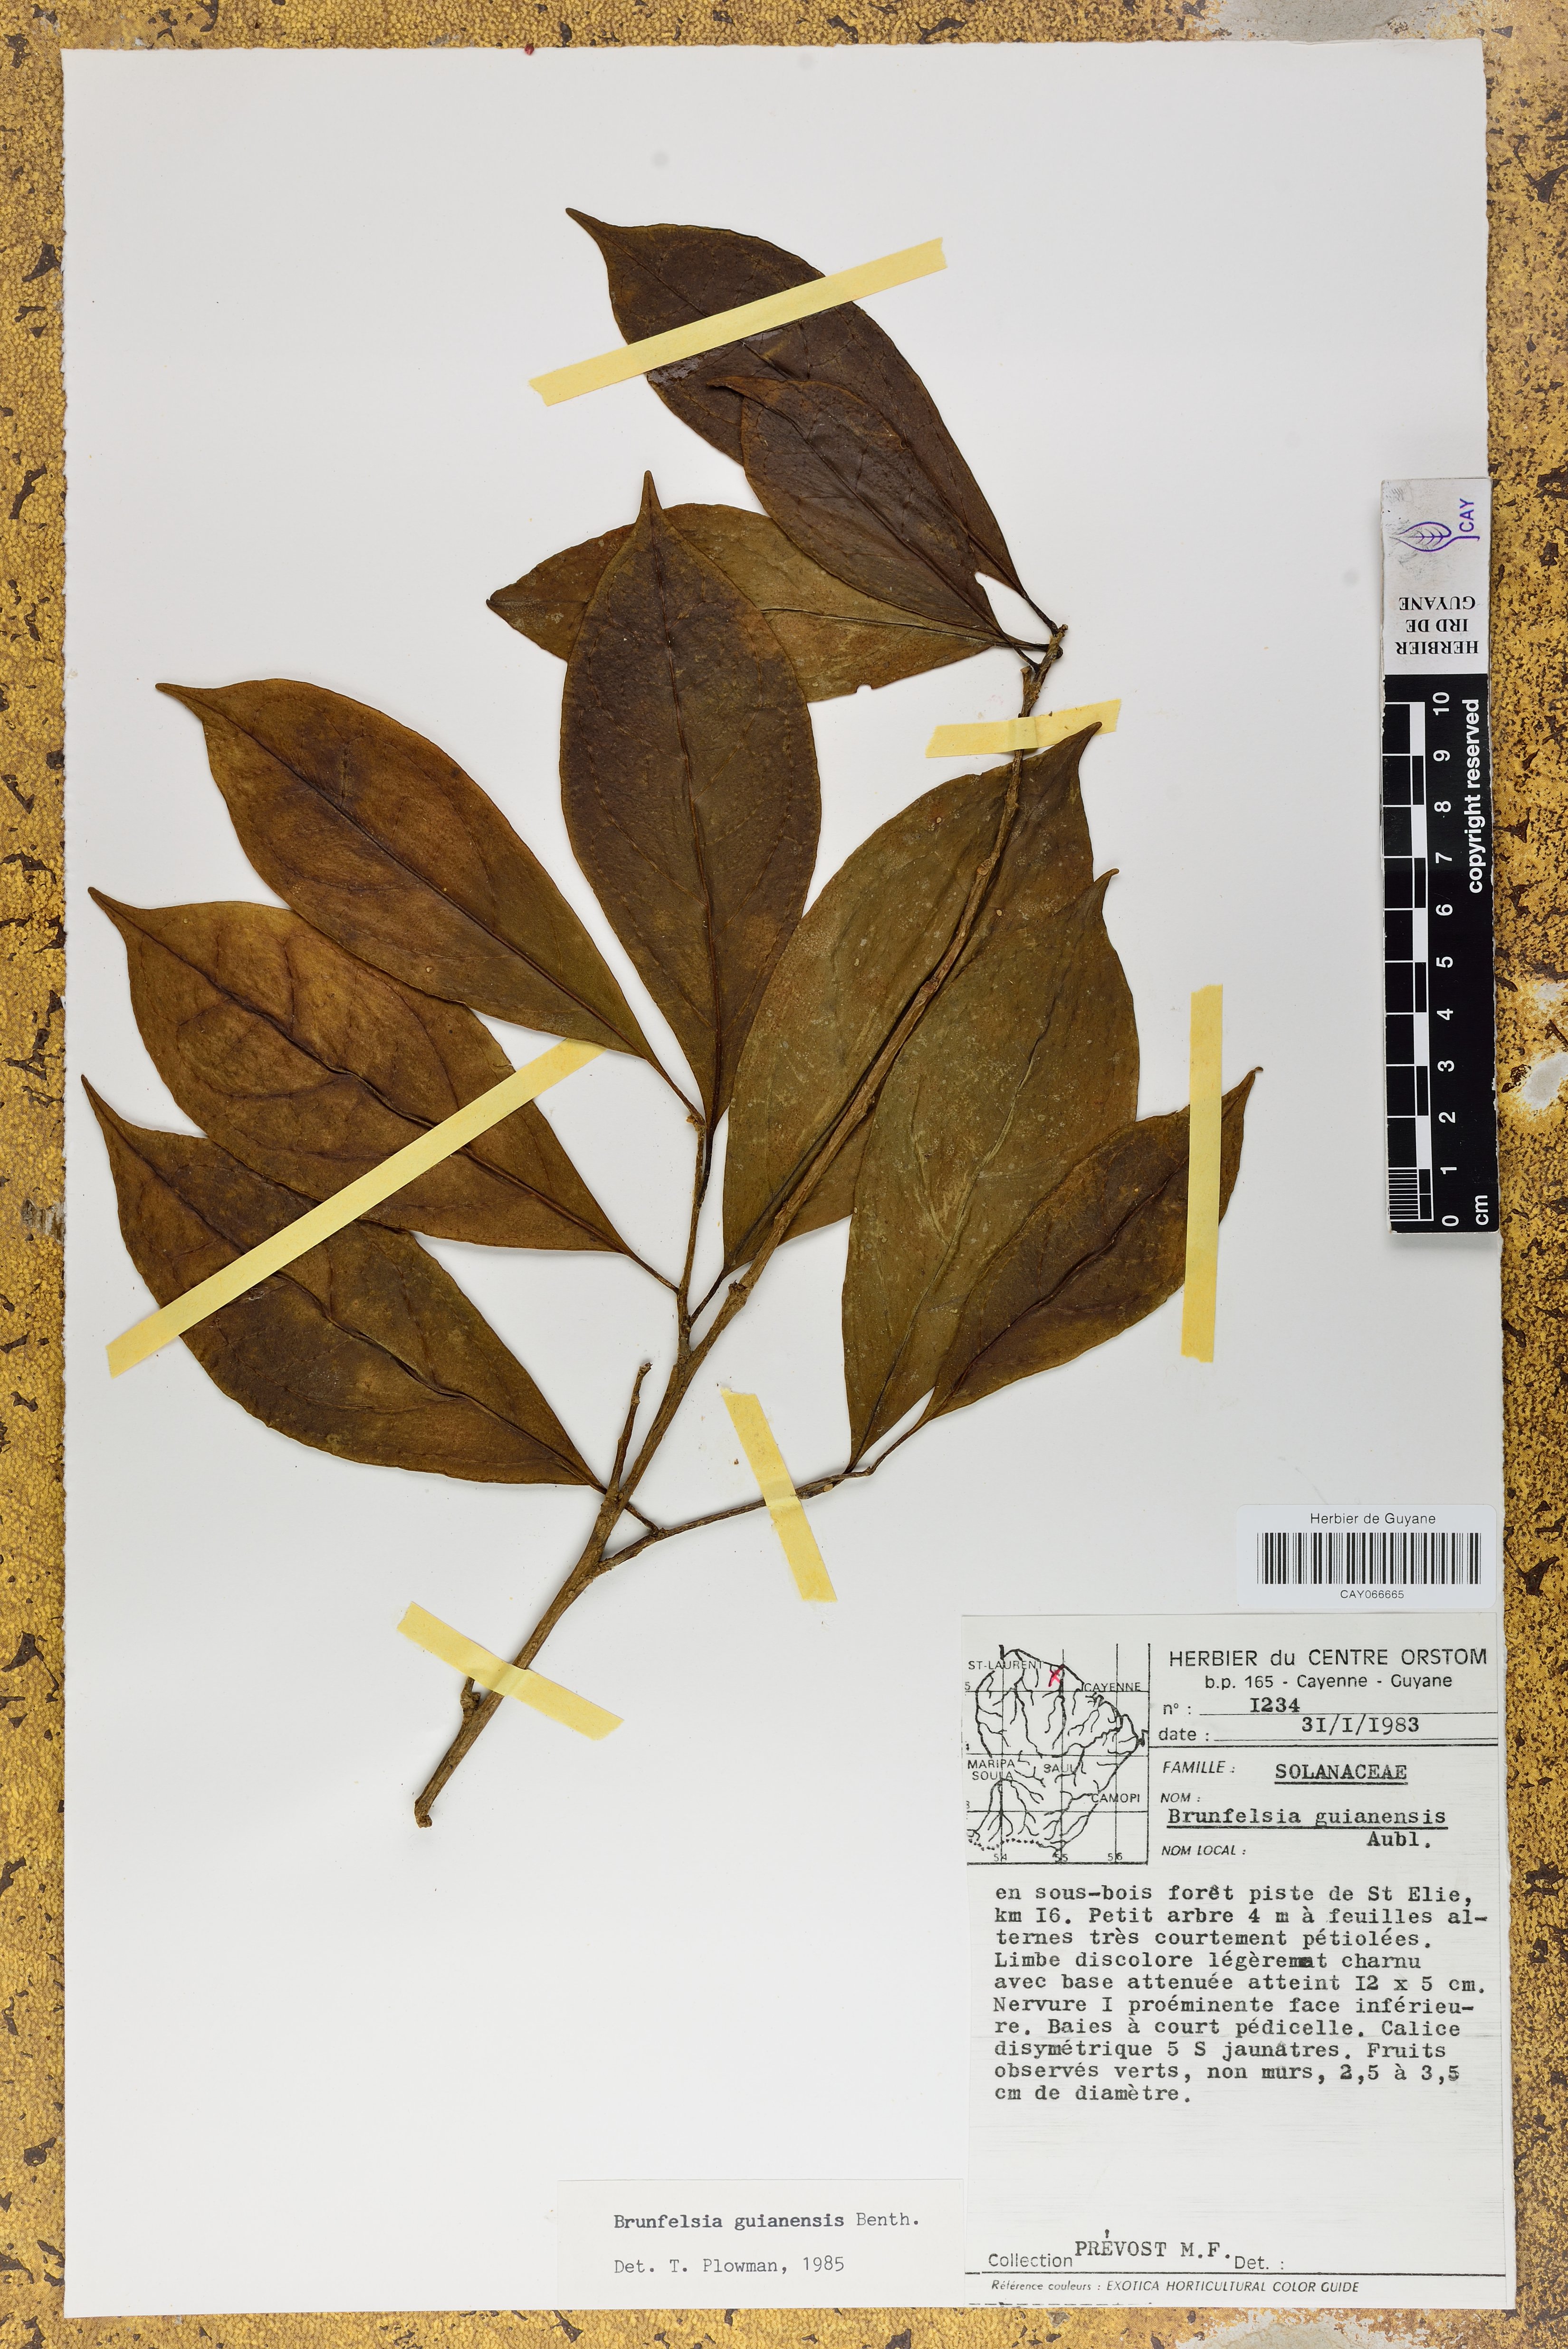 CAY
HERBIER
IRD DE
GUYANE
copyright reserved
cm
0 1 2 3 4 5 6 7 8 9 10
Herbier de Guyane
CAY066665
ST-LAURENT
CAYENNE
MARIPA
SOULA
SAUL
CAMOPI
54 55 56
HERBIER du CENTRE ORSTOM
b.p. 165 - Cayenne - Guyane
n° : I234
date : 3I/I/I983
FAMILLE : SOLANACEAE
NOM :
Brunfelsia guianensis
Aubl.
NOM LOCAL :
en sous-bois forêt piste de St Elie,
km I6. Petit arbre 4 m à feuilles al-
ternes très courtement pétiolées.
Limbe discolore légèremat charnu
avec base attenuée atteint I2 x 5 cm.
Nervure I proéminente face inférieu-
re. Baies à court pédicelle. Calice
disymétrique 5 S jaunâtres. Fruits
observés verts, non murs, 2,5 à 3,5
cm de diamètre.
Collection PRÉVOST M.F. Det. :
Référence couleurs : EXOTICA HORTICULTURAL COLOR GUIDE
Brunfelsia guianensis Benth.
Det. T. Plowman, 1985